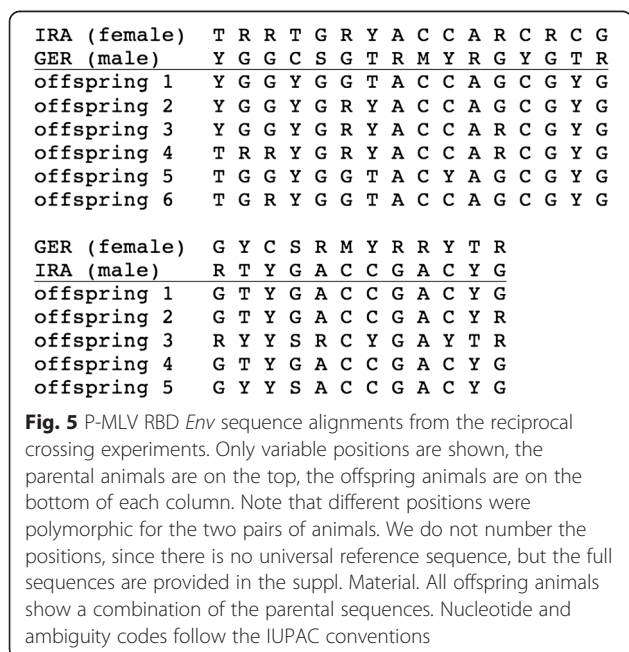 IRA (female) T R R T G R Y A C C A R C R C G
GER (male) Y G G C S G T R M Y R G Y G T R
offspring 1 Y G G Y G G T A C C A G C G Y G
offspring 2 Y G G Y G R Y A C C A G C G Y G
offspring 3 Y G G Y G R Y A C C A R C G Y G
offspring 4 T R R Y G R Y A C C A R C G Y G
offspring 5 T G G Y G G T A C Y A G C G Y G
offspring 6 T G R Y G G T A C C A G C G Y G
GER (female) G Y C S R M Y R R Y T R
IRA (male) R T Y G A C C G A C Y G
offspring 1 G T Y G A C C G A C Y G
offspring 2 G T Y G A C C G A C Y R
offspring 3 R Y Y S R C Y G A Y T R
offspring 4 G T Y G A C C G A C Y G
offspring 5 G Y Y S A C C G A C Y G
Fig. 5 P-MLV RBD Env sequence alignments from the reciprocal
crossing experiments. Only variable positions are shown, the
parental animals are on the top, the offspring animals are on the
bottom of each column. Note that different positions were
polymorphic for the two pairs of animals. We do not number the
positions, since there is no universal reference sequence, but the full
sequences are provided in the suppl. Material. All offspring animals
show a combination of the parental sequences. Nucleotide and
ambiguity codes follow the IUPAC conventions